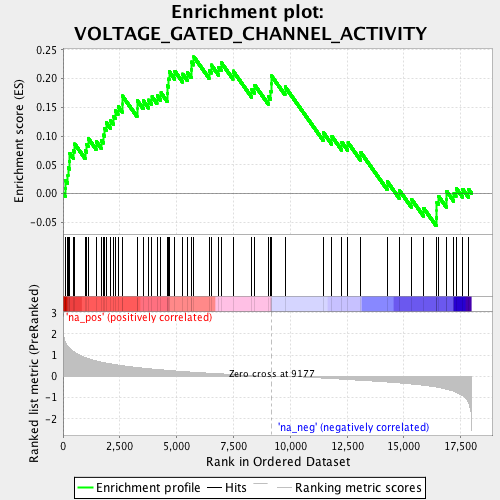 Enrichment plot:
VOLTAGE_GATED_CHANNEL_ACTIVITY
Enrichment score (ES)
0.25
0.20
0.15
0.10
0.05
0.00
-0.05
'na_pos' (positively correlated)
Ranked list metric (PreRanked)
3
2
1
0
-1
-2
Zero cross at 9177
'na_neg' (negatively correlated)
0
2,500
5,000
7,500
10,000
12,500
15,000
17,500
Rank in Ordered Dataset
Enrichment profile
Hits
Ranking metric scores